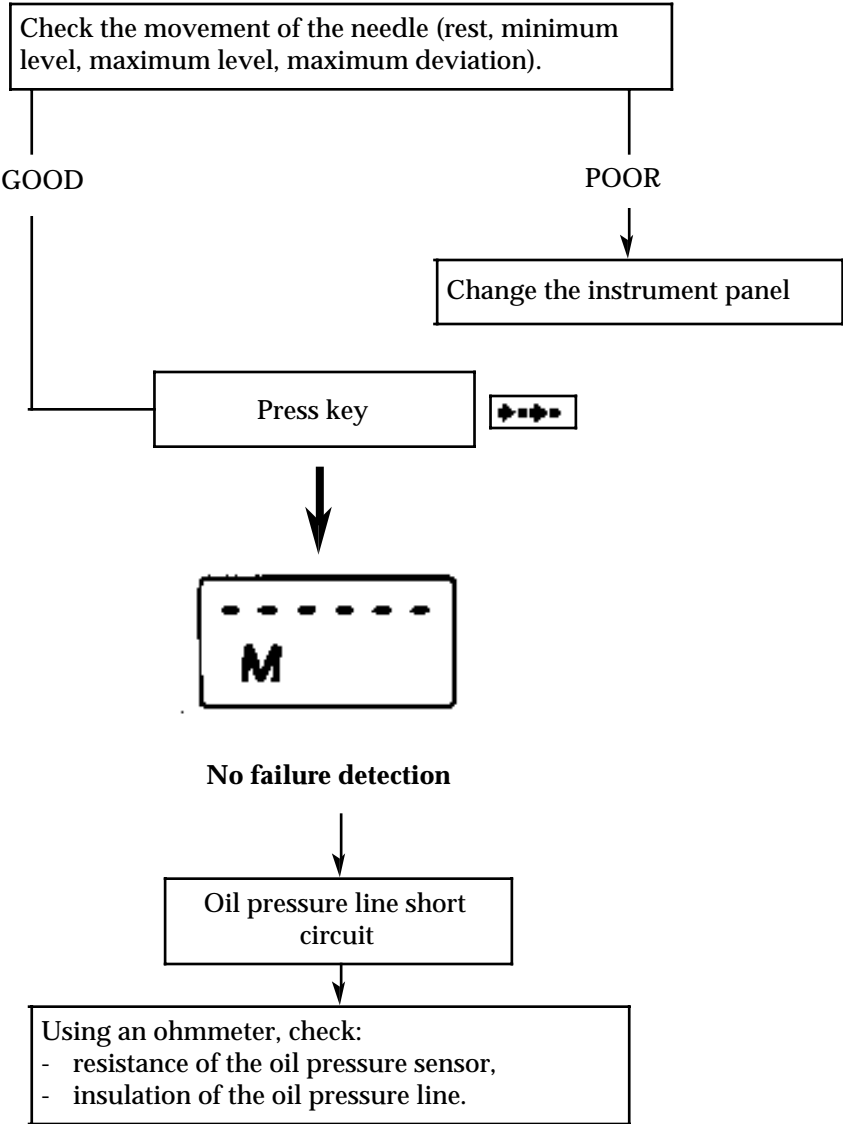 Check the movement of the needle (rest, minimum
level, maximum level, maximum deviation).
GOOD
POOR
Change the instrument panel
Press key
- - - - - -
M
No failure detection
Oil pressure line short
circuit
Using an ohmmeter, check:
- resistance of the oil pressure sensor,
- insulation of the oil pressure line.